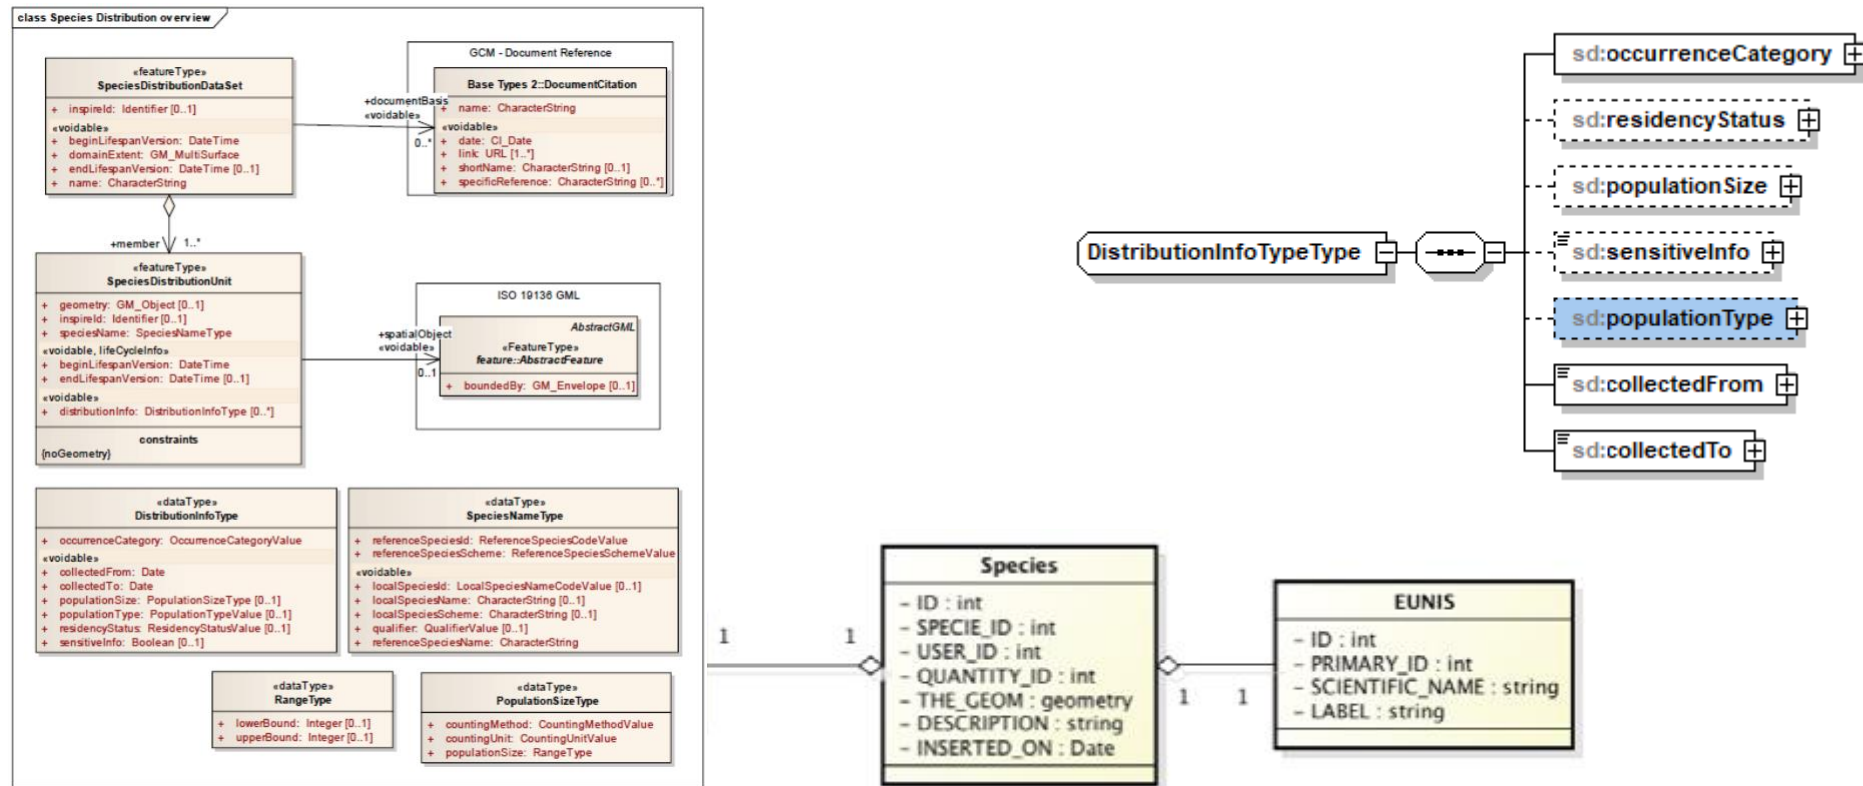 class Species Distribution overview
«featureType»
SpeciesDistributionDataSet
+ inspireId: Identifier [0..1]
«voidable»
+ beginLifespanVersion: DateTime
+ domainExtent: GM_MultiSurface
+ endLifespanVersion: DateTime [0..1]
+ name: CharacterString
+documentBasis
«voidable»
0..*
GCM - Document Reference
Base Types 2::DocumentCitation
+ name: CharacterString
«voidable»
+ date: CI_Date
+ link: URL [1..*]
+ shortName: CharacterString [0..1]
+ specificReference: CharacterString [0..*]
+member 1..*
«featureType»
SpeciesDistributionUnit
+ geometry: GM_Object [0..1]
+ inspireId: Identifier [0..1]
+ speciesName: SpeciesNameType
«voidable, lifeCycleInfo»
+ beginLifespanVersion: DateTime
+ endLifespanVersion: DateTime [0..1]
«voidable»
+ distributionInfo: DistributionInfoType [0..*]
constraints
{noGeometry}
+spatialObject
«voidable»
0..1
ISO 19136 GML
AbstractGML
«FeatureType»
feature::AbstractFeature
+ boundedBy: GM_Envelope [0..1]
«dataType»
DistributionInfoType
+ occurrenceCategory: OccurrenceCategoryValue
«voidable»
+ collectedFrom: Date
+ collectedTo: Date
+ populationSize: PopulationSizeType [0..1]
+ populationType: PopulationTypeValue [0..1]
+ residencyStatus: ResidencyStatusValue [0..1]
+ sensitiveInfo: Boolean [0..1]
«dataType»
SpeciesNameType
+ referenceSpeciesId: ReferenceSpeciesCodeValue
+ referenceSpeciesScheme: ReferenceSpeciesSchemeValue
«voidable»
+ localSpeciesId: LocalSpeciesNameCodeValue [0..1]
+ localSpeciesName: CharacterString [0..1]
+ localSpeciesScheme: CharacterString [0..1]
+ qualifier: QualifierValue [0..1]
+ referenceSpeciesName: CharacterString
«dataType»
RangeType
+ lowerBound: Integer [0..1]
+ upperBound: Integer [0..1]
«dataType»
PopulationSizeType
+ countingMethod: CountingMethodValue
+ countingUnit: CountingUnitValue
+ populationSize: RangeType
DistributionInfoTypeType
sd:occurrenceCategory
sd:residencyStatus
sd:populationSize
sd:sensitiveInfo
sd:populationType
sd:collectedFrom
sd:collectedTo
1 1
Species
- ID : int
- SPECIE_ID : int
- USER_ID : int
- QUANTITY_ID : int
- THE_GEOM : geometry
- DESCRIPTION : string
- INSERTED_ON : Date
1 1
EUNIS
- ID : int
- PRIMARY_ID : int
- SCIENTIFIC_NAME : string
- LABEL : string